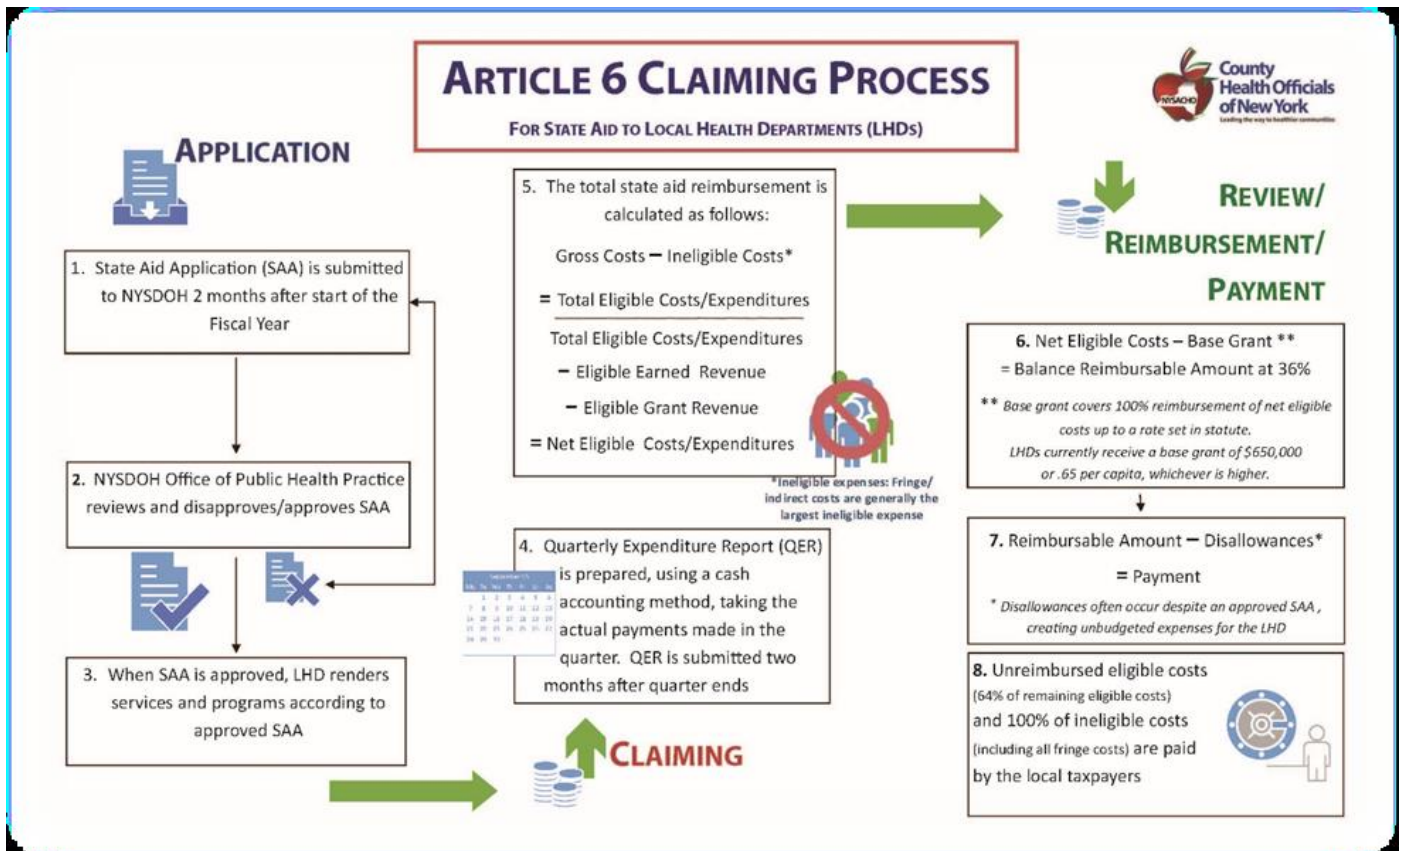 ARTICLE 6 CLAIMING PROCESS
FOR STATE AID TO LOCAL HEALTH DEPARTMENTS (LHDS)
NYSACHO
County
Health Officials
of New York
Leading the way to healthier communities
APPLICATION
1. State Aid Application (SAA) is submitted
to NYSDOH 2 months after start of the
Fiscal Year
2. NYSDOH Office of Public Health Practice
reviews and disapproves/approves SAA
3. When SAA is approved, LHD renders
services and programs according to
approved SAA
CLAIMING
4. Quarterly Expenditure Report (QER)
is prepared, using a cash
accounting method, taking the
actual payments made in the
quarter. QER is submitted two
months after quarter ends
5. The total state aid reimbursement is
calculated as follows:
Gross Costs – Ineligible Costs*
= Total Eligible Costs/Expenditures
Total Eligible Costs/Expenditures
– Eligible Earned Revenue
– Eligible Grant Revenue
= Net Eligible Costs/Expenditures
*Ineligible expenses: Fringe/
indirect costs are generally the
largest ineligible expense
REVIEW/
REIMBURSEMENT/
PAYMENT
6. Net Eligible Costs – Base Grant **
= Balance Reimbursable Amount at 36%
** Base grant covers 100% reimbursement of net eligible
costs up to a rate set in statute.
LHDs currently receive a base grant of $650,000
or .65 per capita, whichever is higher.
7. Reimbursable Amount – Disallowances*
= Payment
* Disallowances often occur despite an approved SAA ,
creating unbudgeted expenses for the LHD
8. Unreimbursed eligible costs
(64% of remaining eligible costs)
and 100% of ineligible costs
(including all fringe costs) are paid
by the local taxpayers